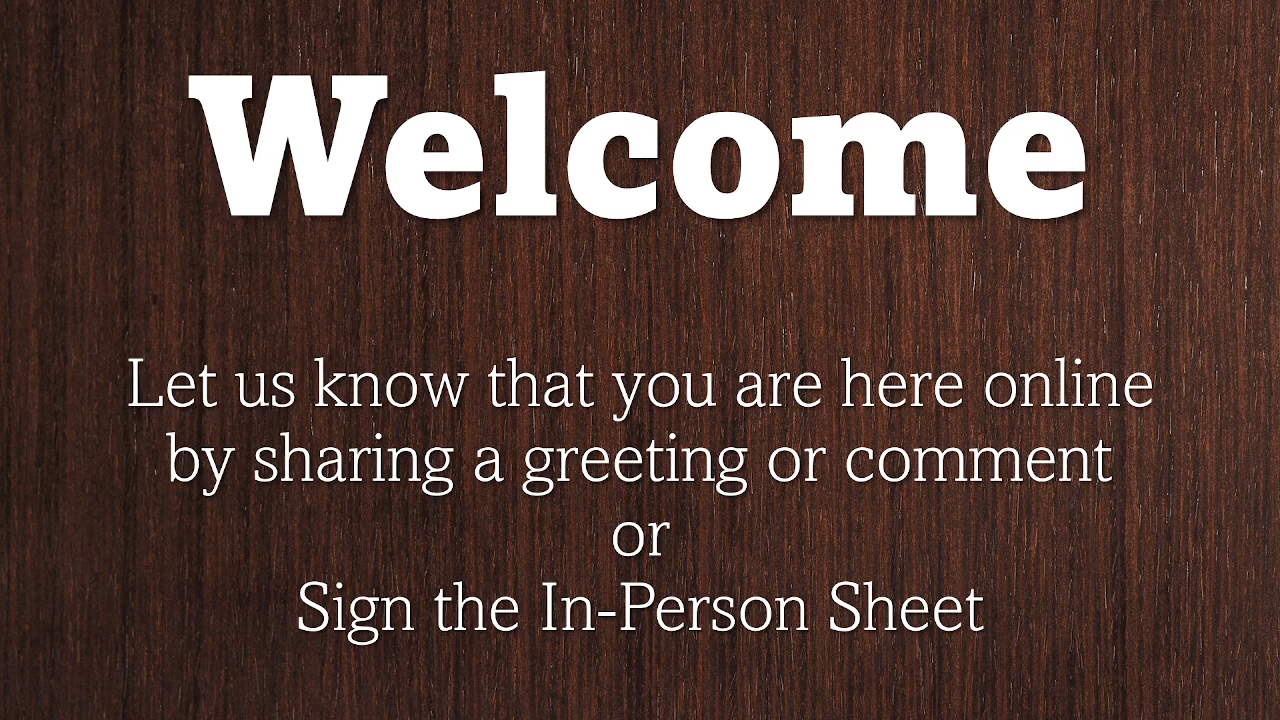 Welcome
Let us know that you are here online
by sharing a greeting or comment
or
Sign the In-Person Sheet